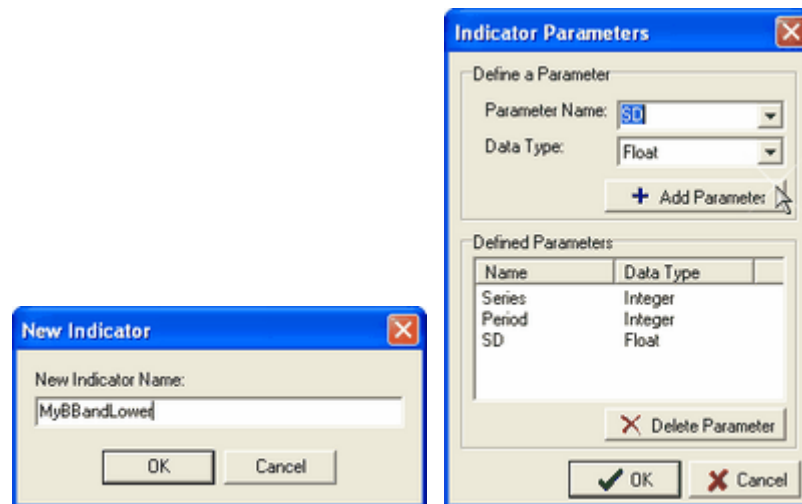 New Indicator
New Indicator Name:
MyBBandLower
OK Cancel
Indicator Parameters
Define a Parameter
Parameter Name: SD
Data Type: Float
Add Parameter
Defined Parameters
Name Data Type
Series Integer
Period Integer
SD Float
Delete Parameter
OK Cancel